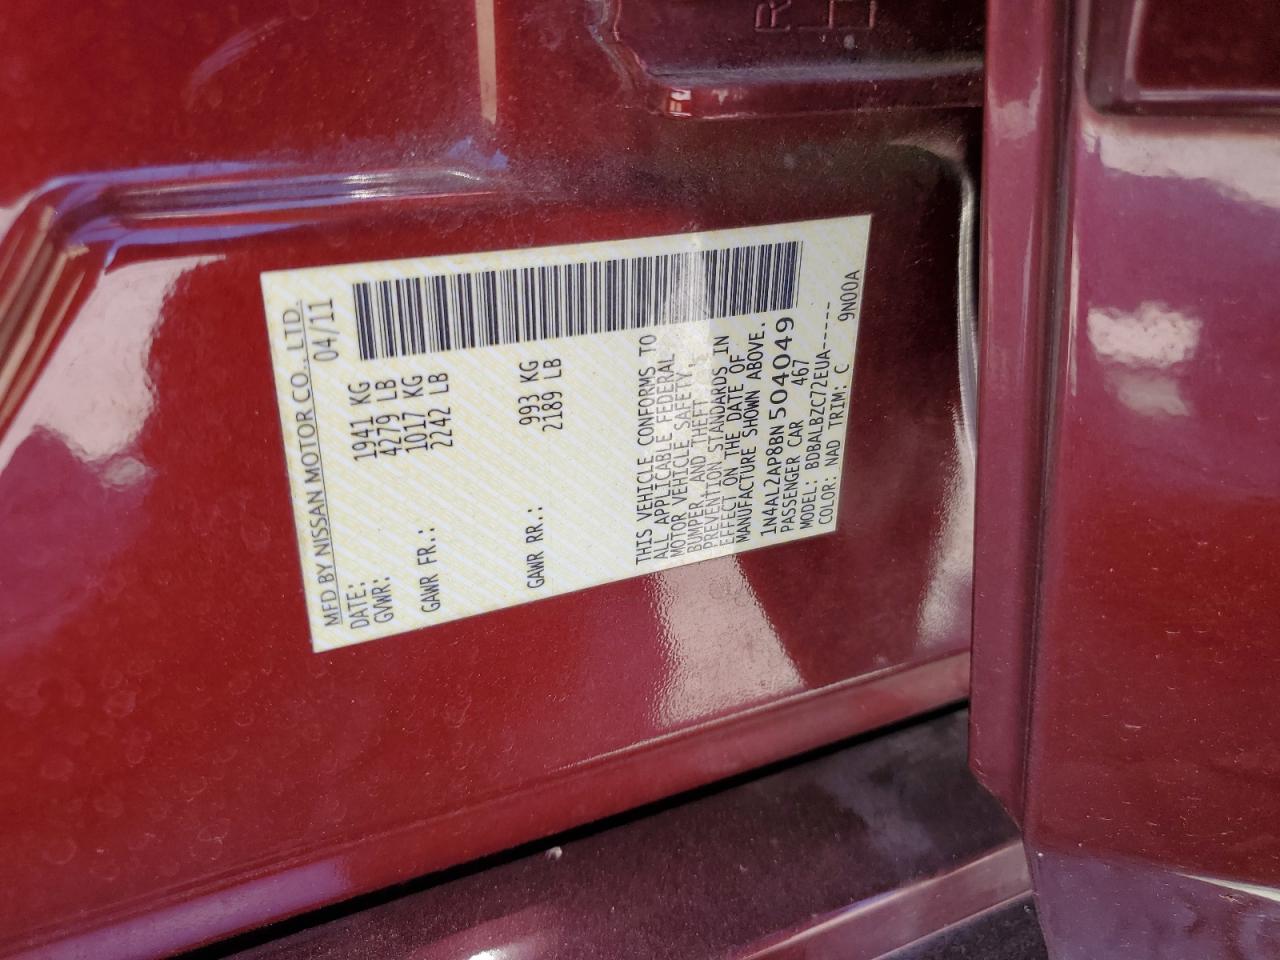 MFD BY NISSAN MOTOR CO., LTD.
DATE: 04/11
GVWR: 1941 KG
4279 LB
GAWR FR.: 1017 KG
2242 LB
GAWR RR.: 993 KG
2189 LB
THIS VEHICLE CONFORMS TO
ALL APPLICABLE FEDERAL
MOTOR VEHICLE SAFETY,
BUMPER, AND THEFT
PREVENTION STANDARDS IN
EFFECT ON THE DATE OF
MANUFACTURE SHOWN ABOVE.
1N4AL2AP8BN504049
PASSENGER CAR 467
MODEL: BDBALBZC72EUA-----
COLOR: NAD TRIM: C 9N00A